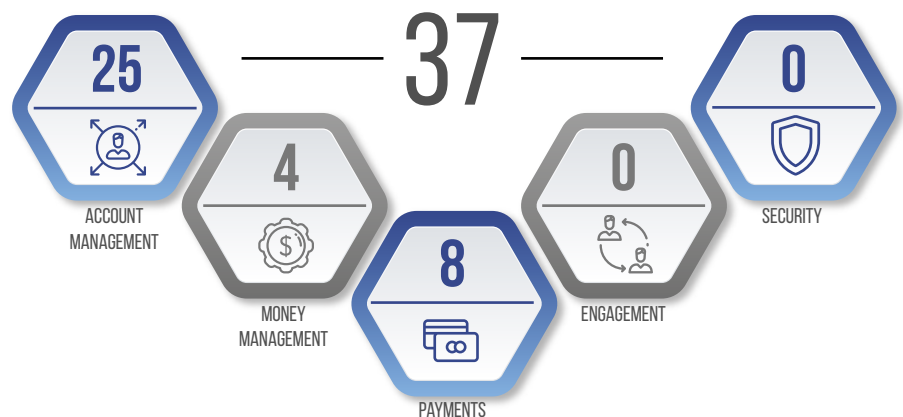 37
25
ACCOUNT
MANAGEMENT
4
$
MONEY
MANAGEMENT
8
PAYMENTS
0
ENGAGEMENT
0
SECURITY